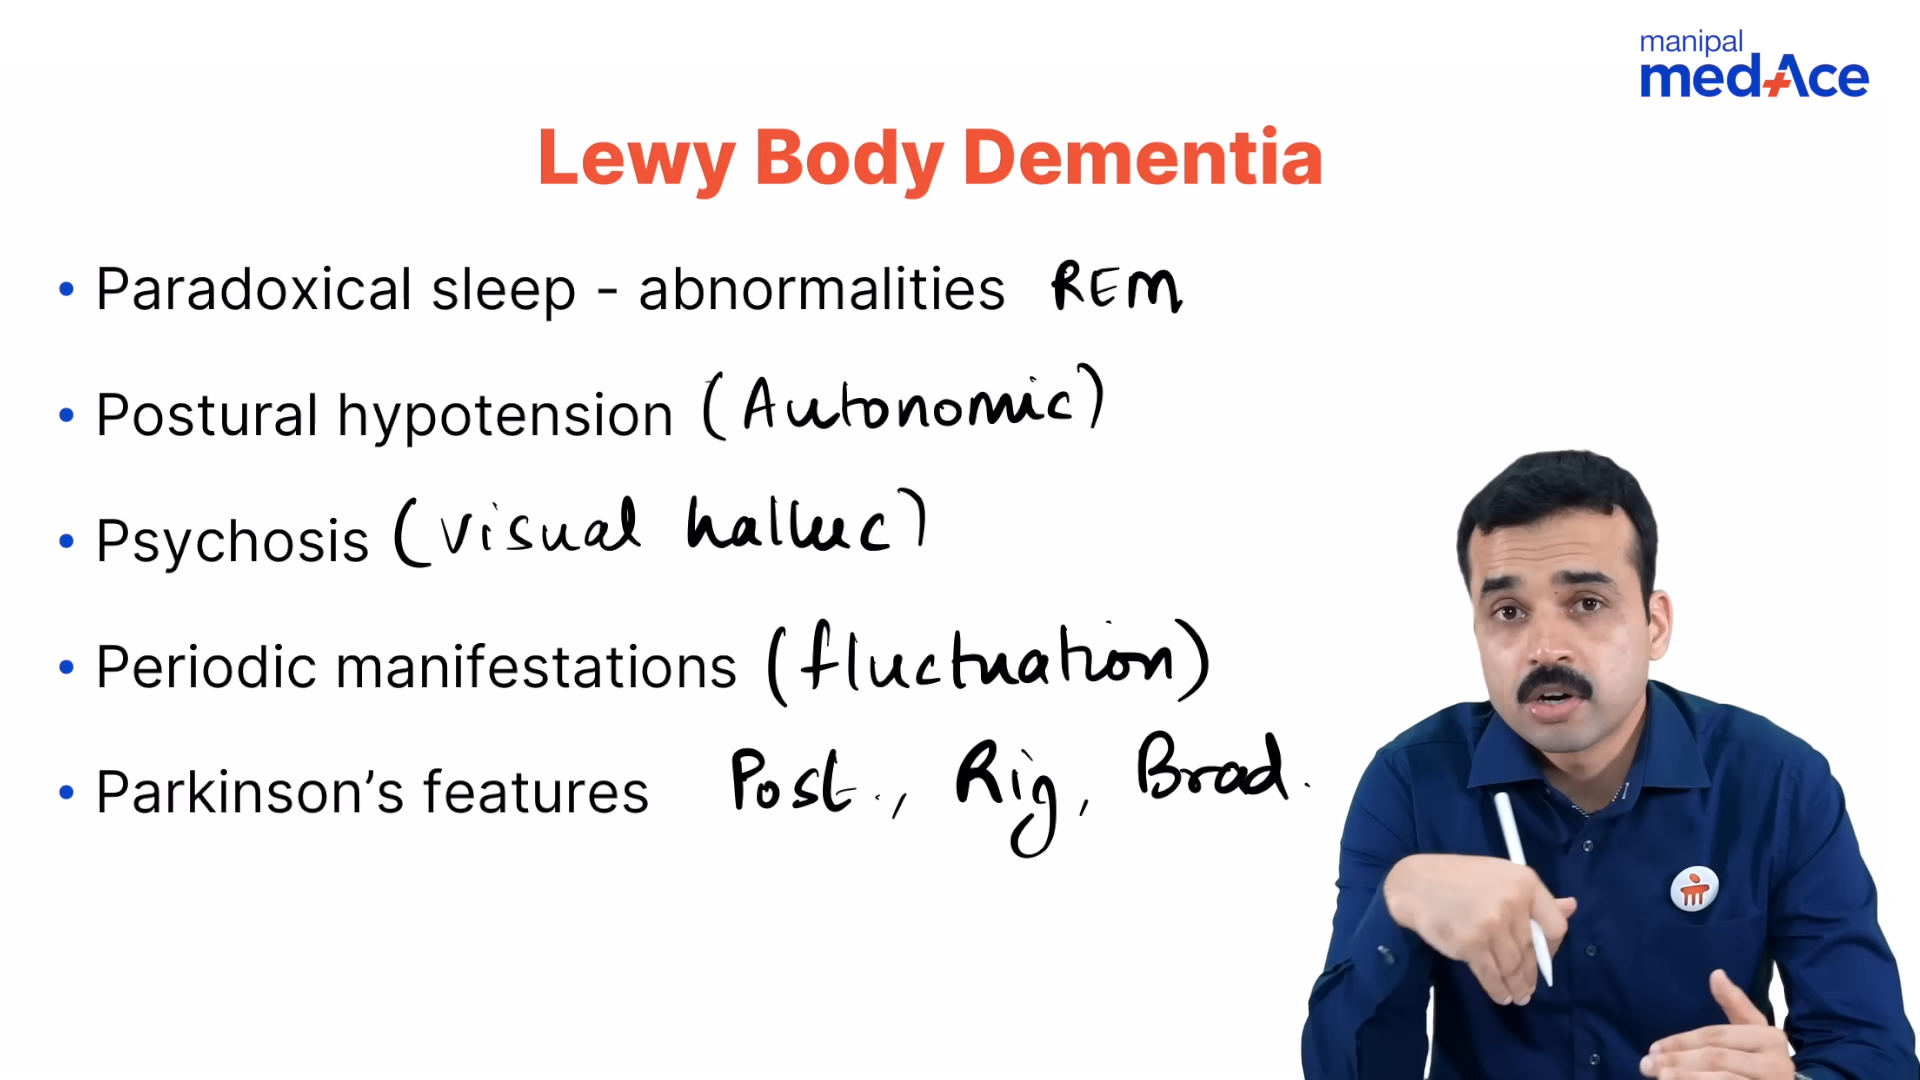 manipal
medAce
Lewy Body Dementia
• Paradoxical sleep - abnormalities REM
• Postural hypotension (Autonomic)
• Psychosis (visual halluc)
• Periodic manifestations (fluctuation)
• Parkinson’s features Post., Rig, Brad.